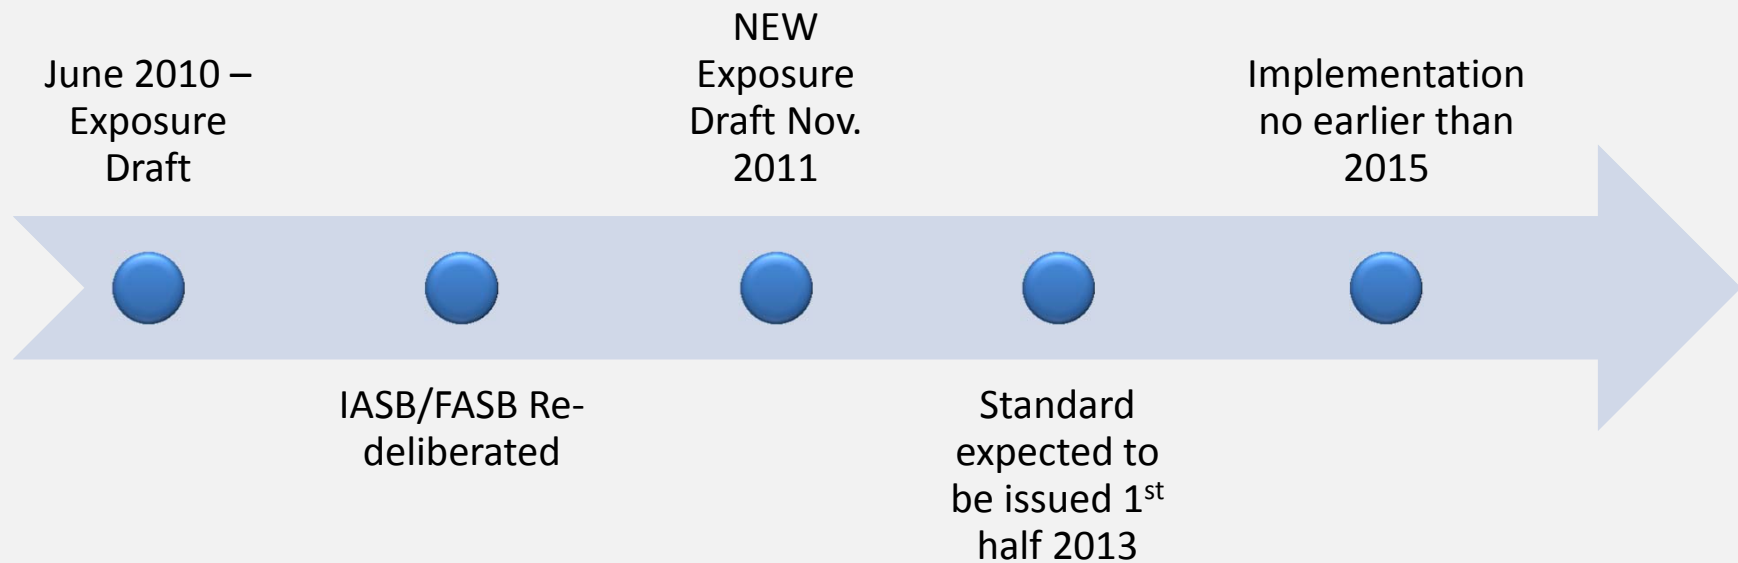 June 2010 –
Exposure
Draft
IASB/FASB Re-
deliberated
NEW
Exposure
Draft Nov.
2011
Standard
expected to
be issued 1st
half 2013
Implementation
no earlier than
2015